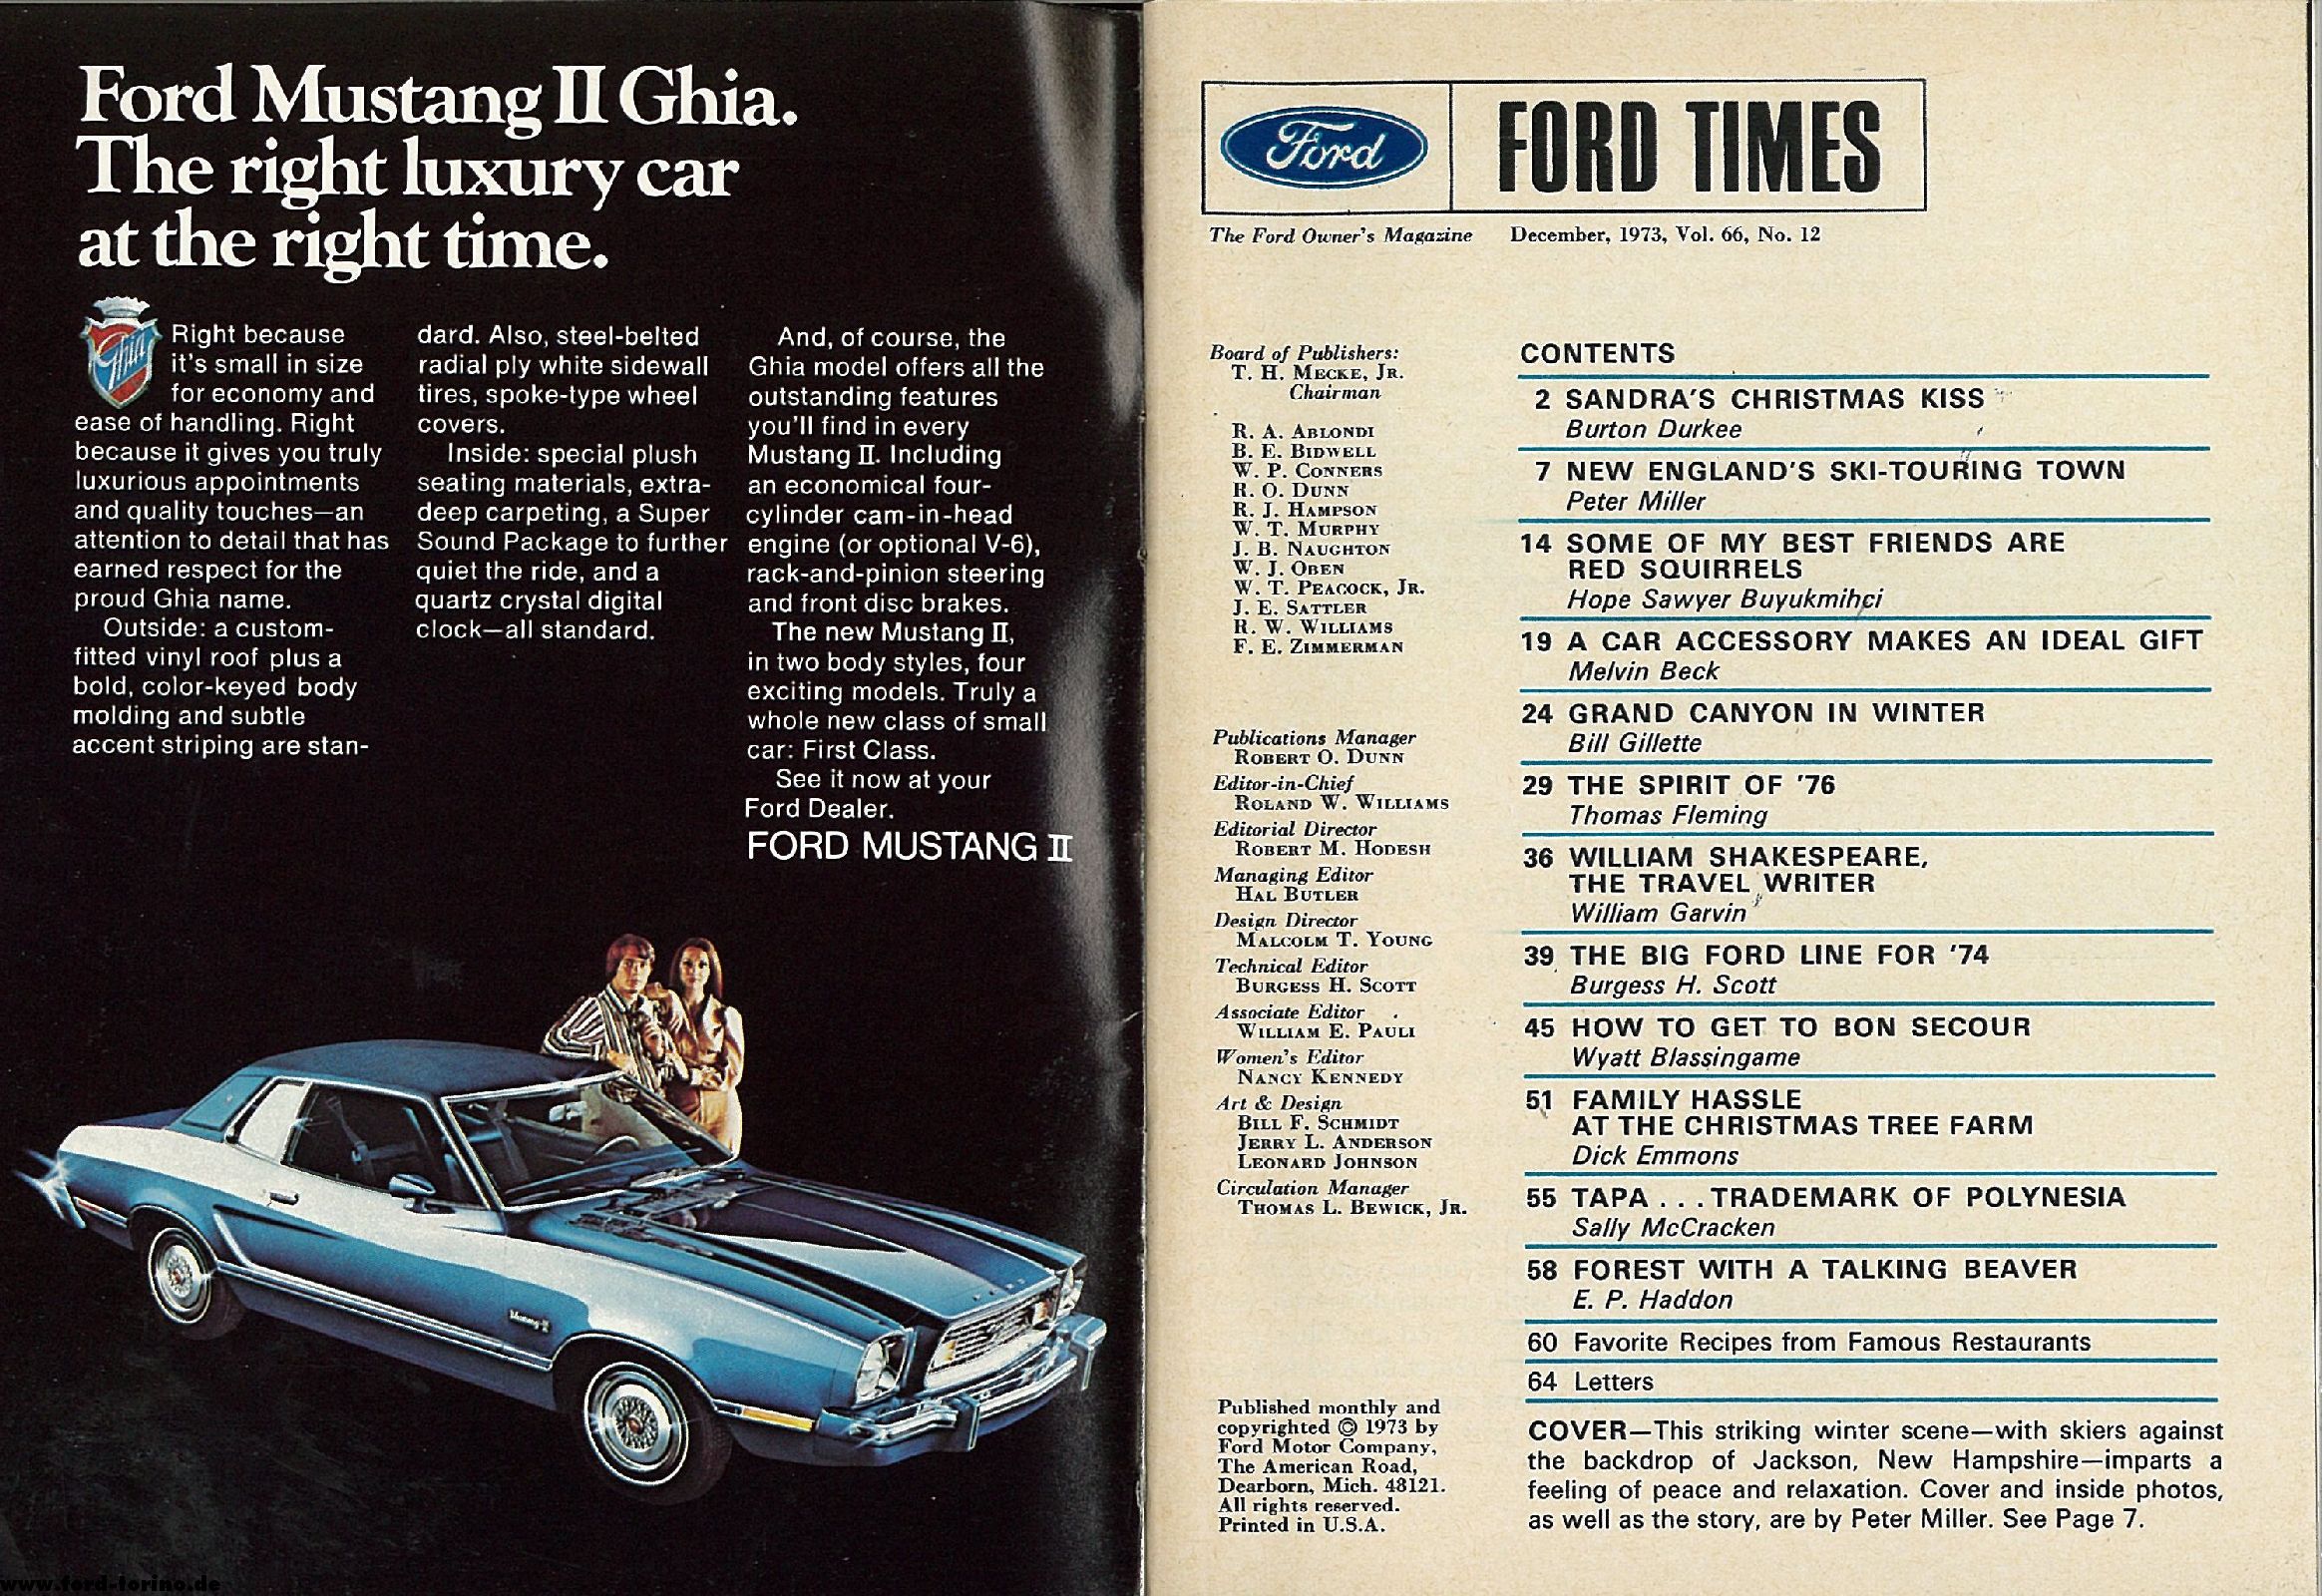 Ford Mustang II Ghia.
The right luxury car
at the right time.
Ghia
Right because
it's small in size
for economy and
ease of handling. Right
because it gives you truly
luxurious appointments
and quality touches—an
attention to detail that has
earned respect for the
proud Ghia name.
Outside: a custom-
fitted vinyl roof plus a
bold, color-keyed body
molding and subtle
accent striping are stan-
dard. Also, steel-belted
radial ply white sidewall
tires, spoke-type wheel
covers.
Inside: special plush
seating materials, extra-
deep carpeting, a Super
Sound Package to further
quiet the ride, and a
quartz crystal digital
clock—all standard.
And, of course, the
Ghia model offers all the
outstanding features
you'll find in every
Mustang II. Including
an economical four-
cylinder cam-in-head
engine (or optional V-6),
rack-and-pinion steering
and front disc brakes.
The new Mustang II,
in two body styles, four
exciting models. Truly a
whole new class of small
car: First Class.
See it now at your
Ford Dealer.
FORD MUSTANG II
Mustang II
www.ford-torino.de
Ford
FORD TIMES
The Ford Owner's Magazine December, 1973, Vol. 66, No. 12
Board of Publishers:
T. H. MECKE, JR.
Chairman
R. A. ABLONDI
B. E. BIDWELL
W. P. CONNERS
R. O. DUNN
R. J. HAMPSON
W. T. MURPHY
J. B. NAUGHTON
W. J. OBEN
W. T. PEACOCK, JR.
J. E. SATTLER
R. W. WILLIAMS
F. E. ZIMMERMAN
Publications Manager
ROBERT O. DUNN
Editor-in-Chief
ROLAND W. WILLIAMS
Editorial Director
ROBERT M. HODESH
Managing Editor
HAL BUTLER
Design Director
MALCOLM T. YOUNG
Technical Editor
BURGESS H. SCOTT
Associate Editor
WILLIAM E. PAULI
Women's Editor
NANCY KENNEDY
Art & Design
BILL F. SCHMIDT
JERRY L. ANDERSON
LEONARD JOHNSON
Circulation Manager
THOMAS L. BEWICK, JR.
Published monthly and
copyrighted © 1973 by
Ford Motor Company,
The American Road,
Dearborn, Mich. 48121.
All rights reserved.
Printed in U.S.A.
CONTENTS
2 SANDRA'S CHRISTMAS KISS
Burton Durkee
7 NEW ENGLAND'S SKI-TOURING TOWN
Peter Miller
14 SOME OF MY BEST FRIENDS ARE
RED SQUIRRELS
Hope Sawyer Buyukmihci
19 A CAR ACCESSORY MAKES AN IDEAL GIFT
Melvin Beck
24 GRAND CANYON IN WINTER
Bill Gillette
29 THE SPIRIT OF '76
Thomas Fleming
36 WILLIAM SHAKESPEARE,
THE TRAVEL WRITER
William Garvin
39 THE BIG FORD LINE FOR '74
Burgess H. Scott
45 HOW TO GET TO BON SECOUR
Wyatt Blassingame
51 FAMILY HASSLE
AT THE CHRISTMAS TREE FARM
Dick Emmons
55 TAPA . . . TRADEMARK OF POLYNESIA
Sally McCracken
58 FOREST WITH A TALKING BEAVER
E. P. Haddon
60 Favorite Recipes from Famous Restaurants
64 Letters
COVER—This striking winter scene—with skiers against
the backdrop of Jackson, New Hampshire—imparts a
feeling of peace and relaxation. Cover and inside photos,
as well as the story, are by Peter Miller. See Page 7.